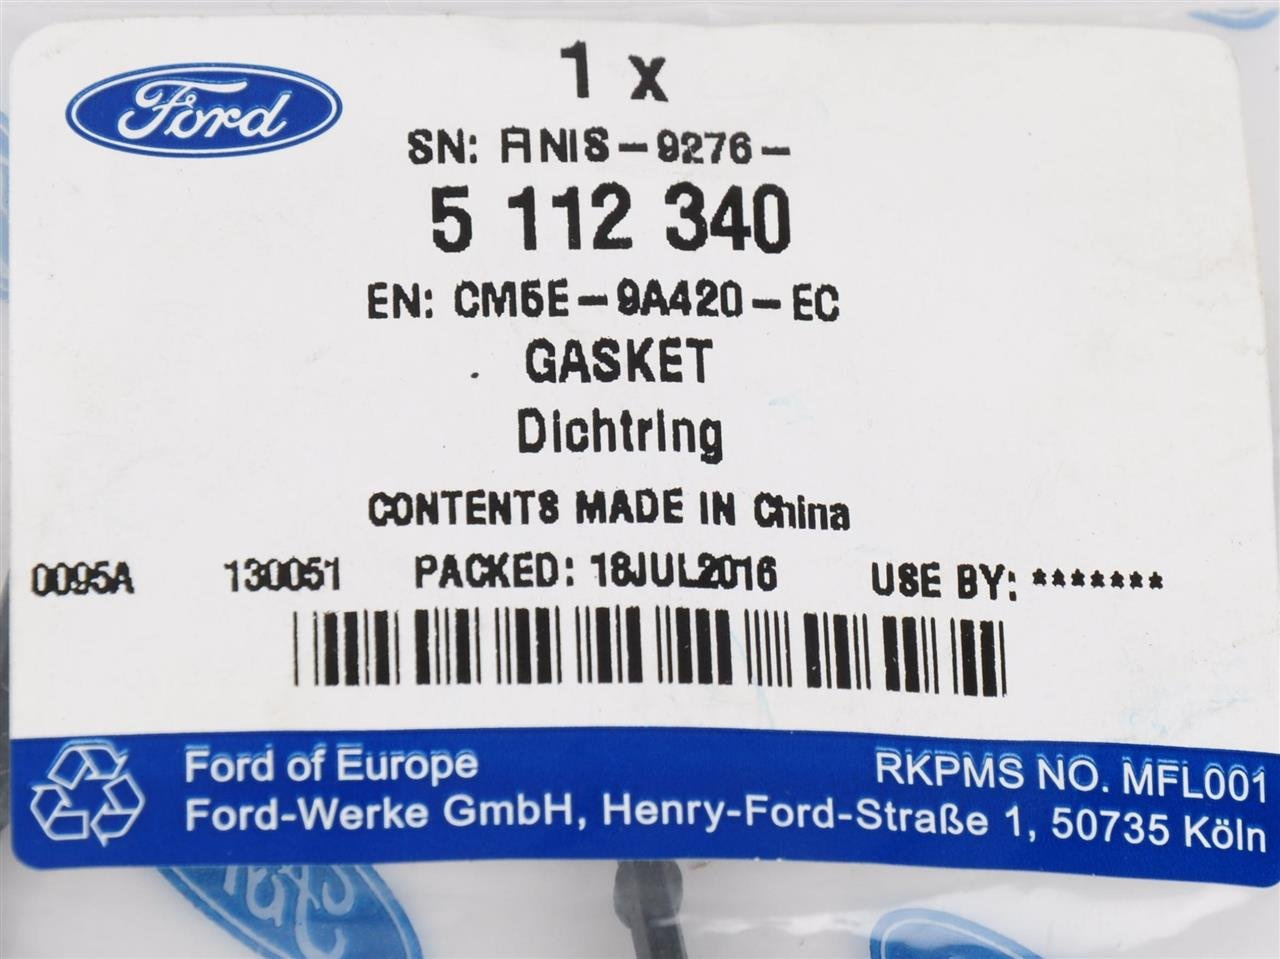 Ford
1 x
SN: FINIS-9276-
5 112 340
EN: CM5E-9A420-EC
GASKET
Dichtring
CONTENTS MADE IN China
0095A 130051 PACKED: 18JUL2016 USE BY: *******
Ford of Europe RKPMS NO. MFL001
Ford-Werke GmbH, Henry-Ford-Straße 1, 50735 Köln
Ford